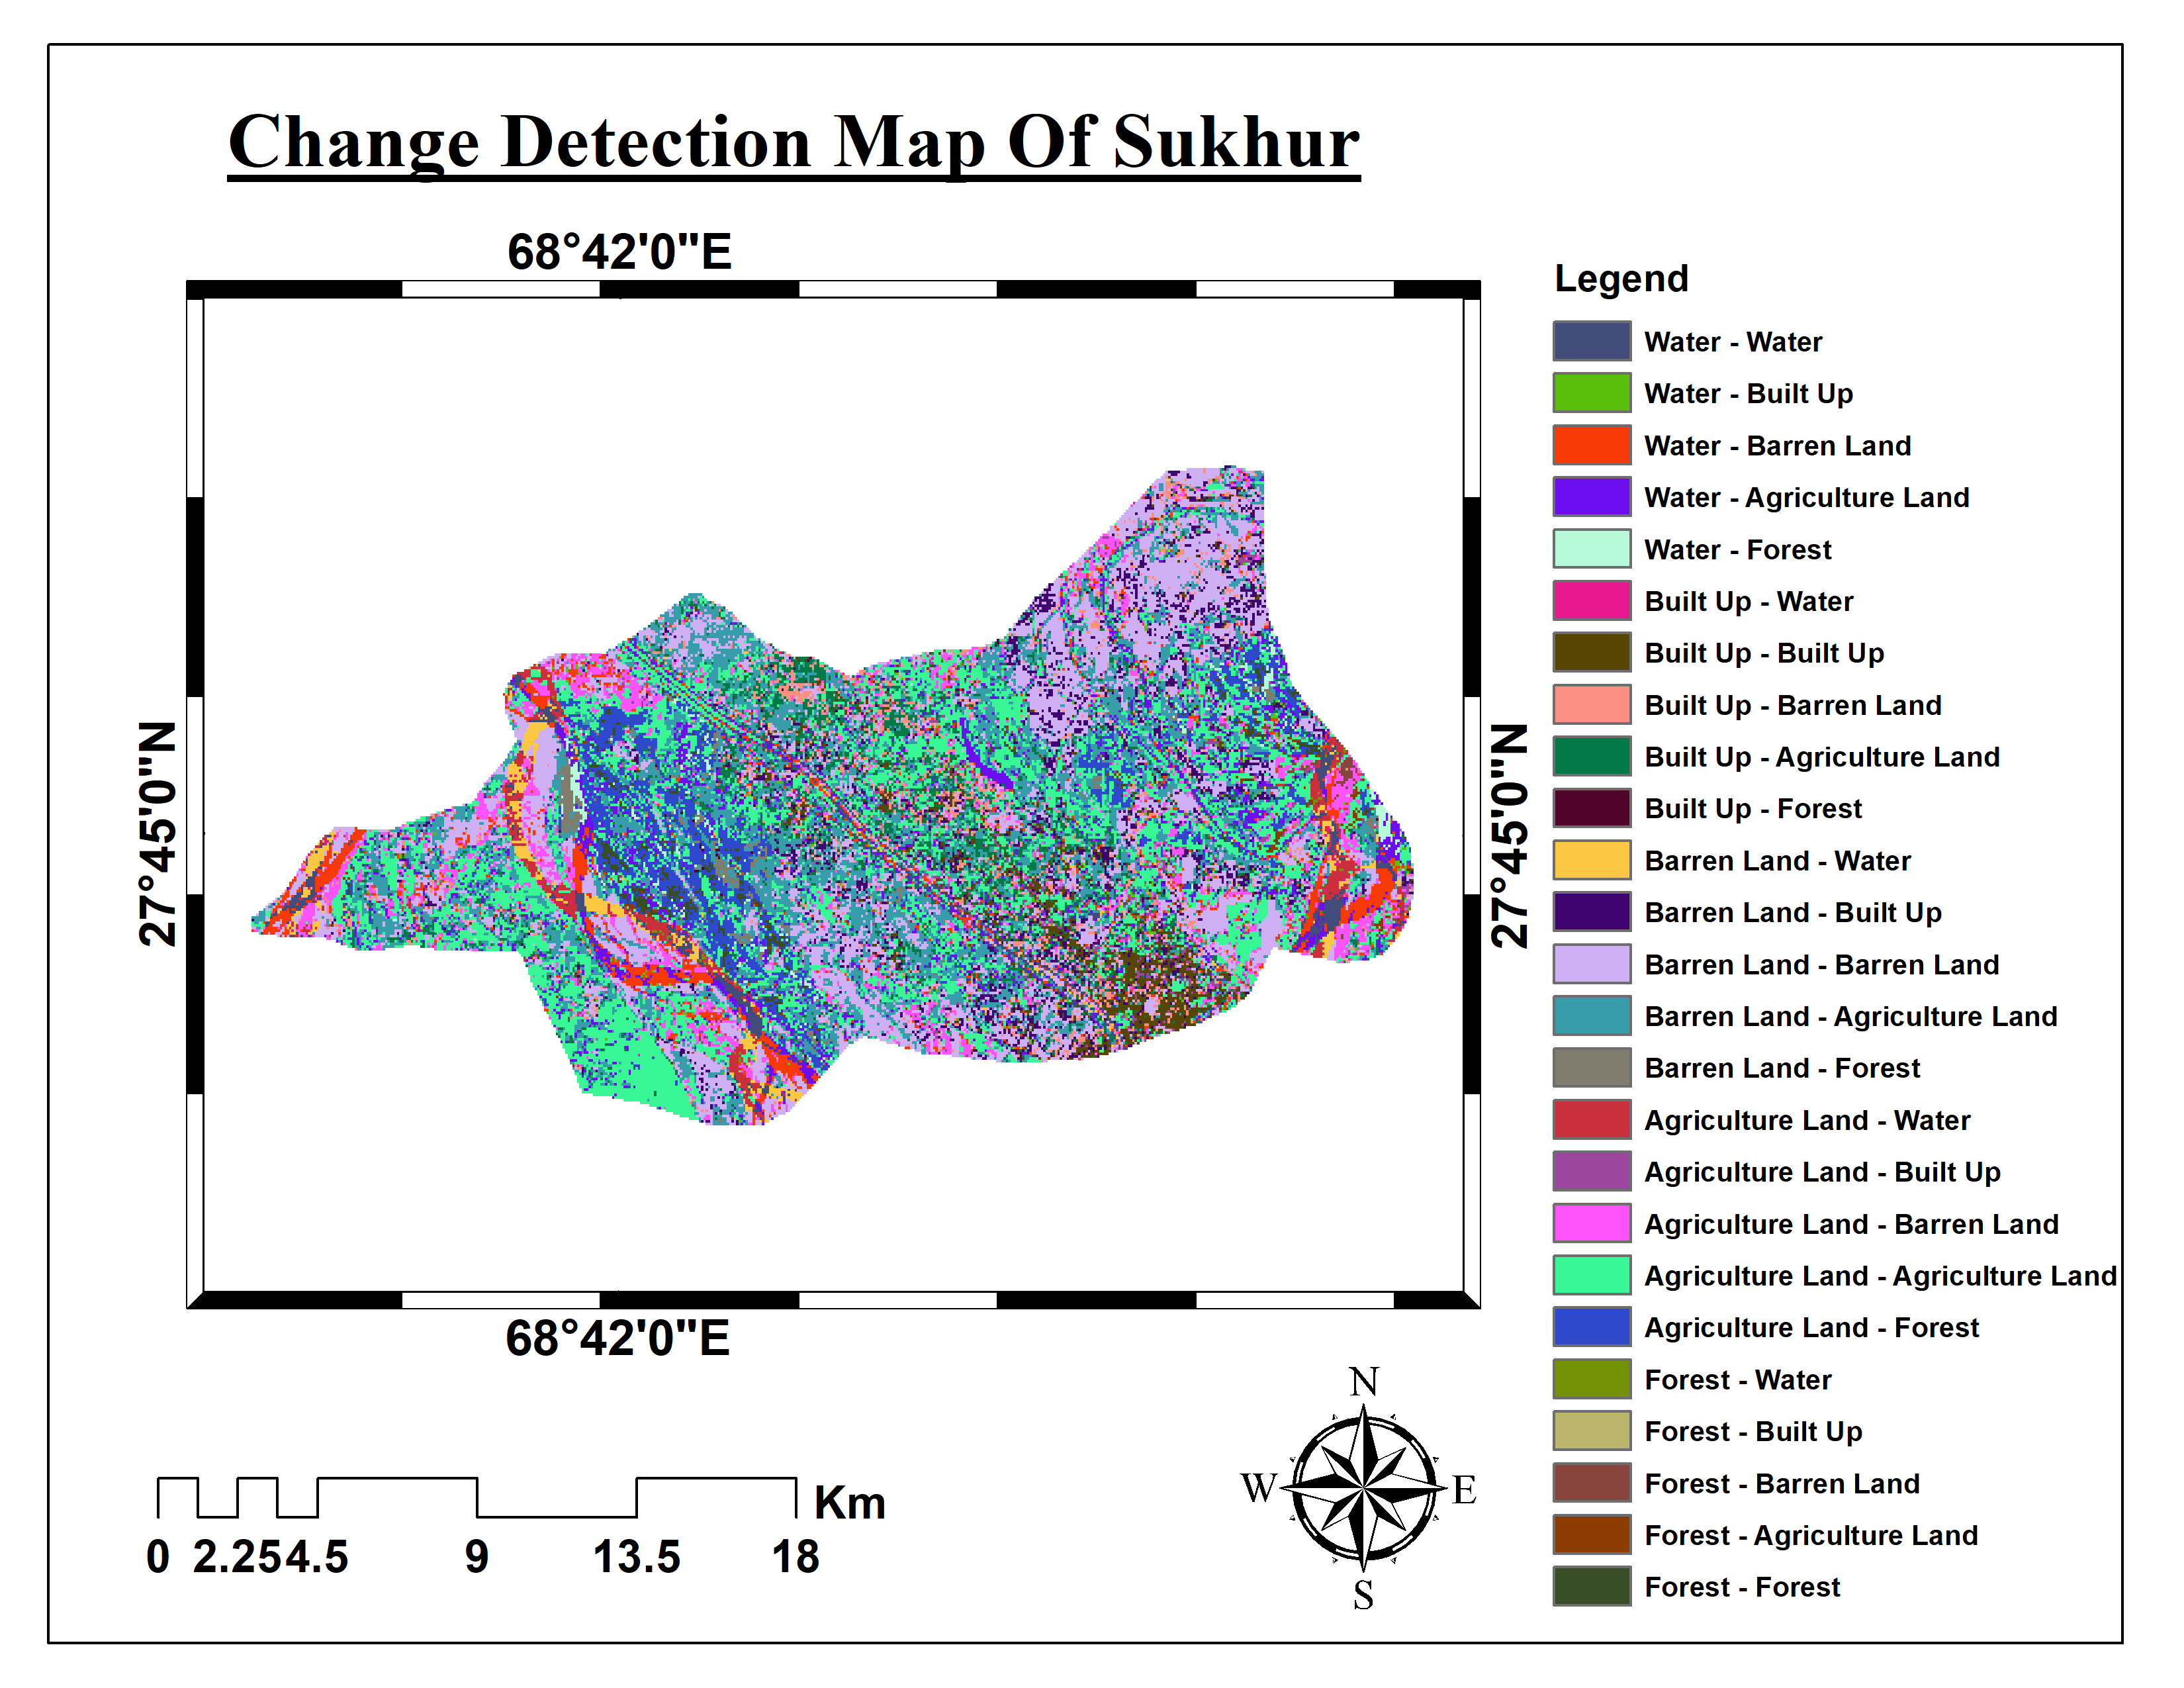 Change Detection Map Of Sukhur
68°42'0"E
27°45'0"N
27°45'0"N
68°42'0"E
Legend
Water - Water
Water - Built Up
Water - Barren Land
Water - Agriculture Land
Water - Forest
Built Up - Water
Built Up - Built Up
Built Up - Barren Land
Built Up - Agriculture Land
Built Up - Forest
Barren Land - Water
Barren Land - Built Up
Barren Land - Barren Land
Barren Land - Agriculture Land
Barren Land - Forest
Agriculture Land - Water
Agriculture Land - Built Up
Agriculture Land - Barren Land
Agriculture Land - Agriculture Land
Agriculture Land - Forest
Forest - Water
Forest - Built Up
Forest - Barren Land
Forest - Agriculture Land
Forest - Forest
N
W E
S
Km
0 2.25 4.5 9 13.5 18